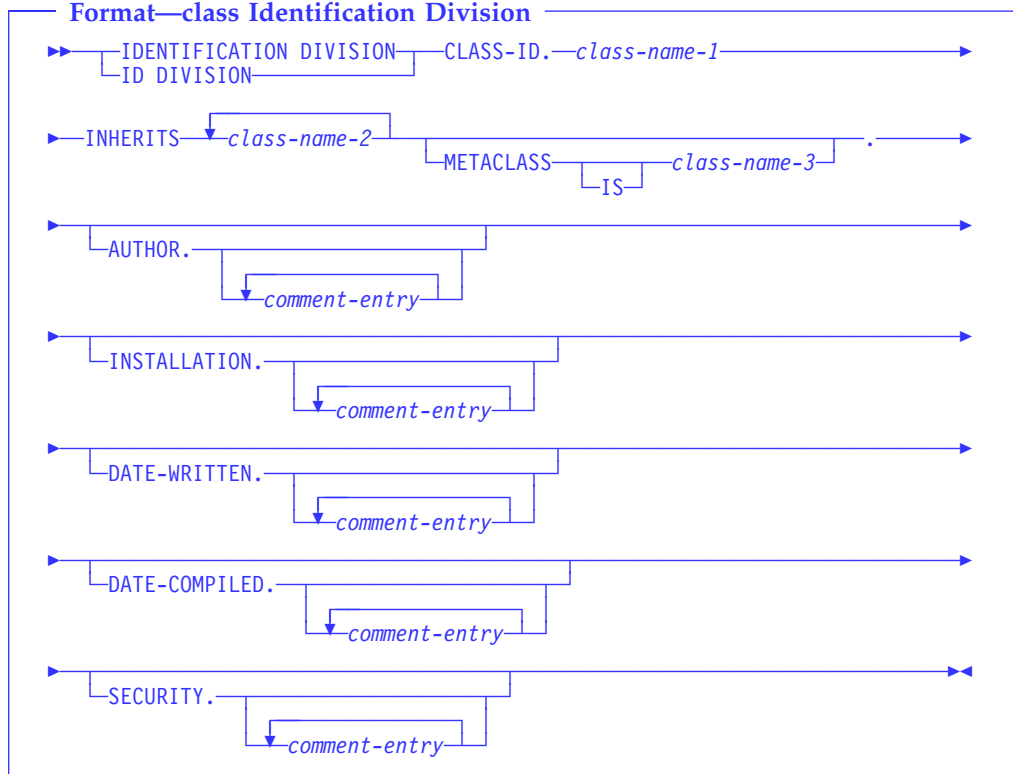 Format—class Identification Division
IDENTIFICATION DIVISION CLASS-ID. class-name-1
ID DIVISION
INHERITS class-name-2 .
METACLASS class-name-3
IS
AUTHOR.
comment-entry
INSTALLATION.
comment-entry
DATE-WRITTEN.
comment-entry
DATE-COMPILED.
comment-entry
SECURITY.
comment-entry